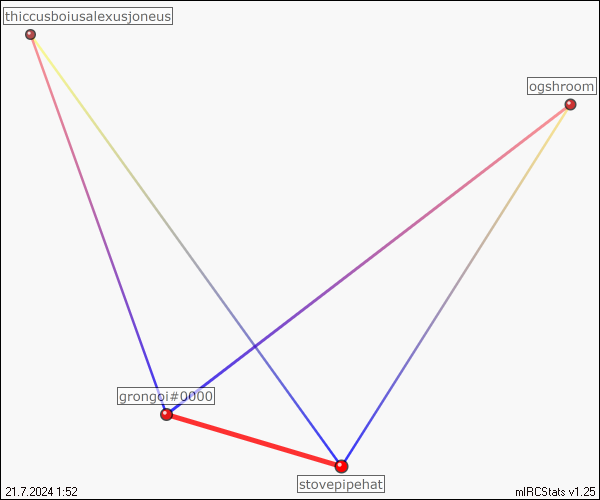 thiccusboiusalexusjoneus
ogshroom
grongoi#0000
stovepipehat
21.7.2024 1:52
mIRCStats v1.25